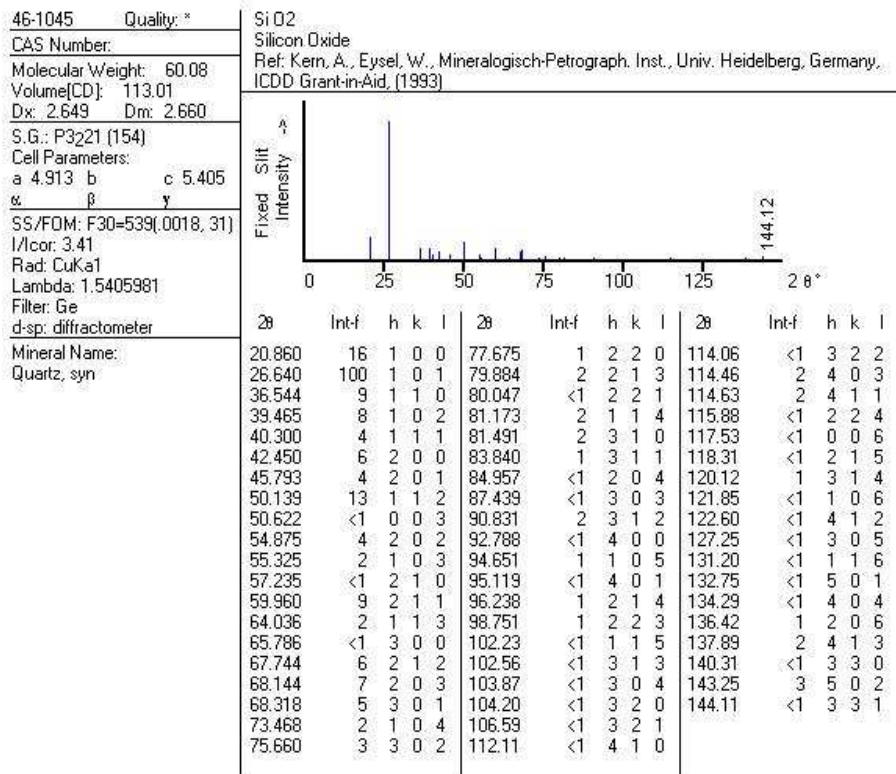 46-1045 Quality: *
CAS Number:
Molecular Weight: 60.08
Volume[CD]: 113.01
Dx: 2.649 Dm: 2.660
S.G.: P3221 (154)
Cell Parameters:
a 4.913 b c 5.405
α β γ
SS/FOM: F30=539(.0018, 31)
I/Icor: 3.41
Rad: CuKa1
Lambda: 1.5405981
Filter: Ge
d-sp: diffractometer
Mineral Name:
Quartz, syn
Si O2
Silicon Oxide
Ref: Kern, A., Eysel, W., Mineralogisch-Petrograph. Inst., Univ. Heidelberg, Germany,
ICDD Grant-in-Aid, (1993)
Fixed Slit
Intensity ->
144.12
0 25 50 75 100 125 2 θ°
2θ Int-f h k l 2θ Int-f h k l 2θ Int-f h k l
20.860 16 1 0 0 77.675 1 2 2 0 114.06 <1 3 2 2
26.640 100 1 0 1 79.884 2 2 1 3 114.46 2 4 0 3
36.544 9 1 1 0 80.047 <1 2 2 1 114.63 2 4 1 1
39.465 8 1 0 2 81.173 2 1 1 4 115.88 <1 2 2 4
40.300 4 1 1 1 81.491 2 3 1 0 117.53 <1 0 0 6
42.450 6 2 0 0 83.840 1 3 1 1 118.31 <1 2 1 5
45.793 4 2 0 1 84.957 <1 2 0 4 120.12 1 3 1 4
50.139 13 1 1 2 87.439 <1 3 0 3 121.85 <1 1 0 6
50.622 <1 0 0 3 90.831 2 3 1 2 122.60 <1 4 1 2
54.875 4 2 0 2 92.788 <1 4 0 0 127.25 <1 3 0 5
55.325 2 1 0 3 94.651 1 1 0 5 131.20 <1 1 1 6
57.235 <1 2 1 0 95.119 <1 4 0 1 132.75 <1 5 0 1
59.960 9 2 1 1 96.238 1 2 1 4 134.29 <1 4 0 4
64.036 2 1 1 3 98.751 1 2 2 3 136.42 1 2 0 6
65.786 <1 3 0 0 102.23 <1 1 1 5 137.89 2 4 1 3
67.744 6 2 1 2 102.56 <1 3 1 3 140.31 <1 3 3 0
68.144 7 2 0 3 103.87 <1 3 0 4 143.25 3 5 0 2
68.318 5 3 0 1 104.20 <1 3 2 0 144.11 <1 3 3 1
73.468 2 1 0 4 106.59 <1 3 2 1
75.660 3 3 0 2 112.11 <1 4 1 0